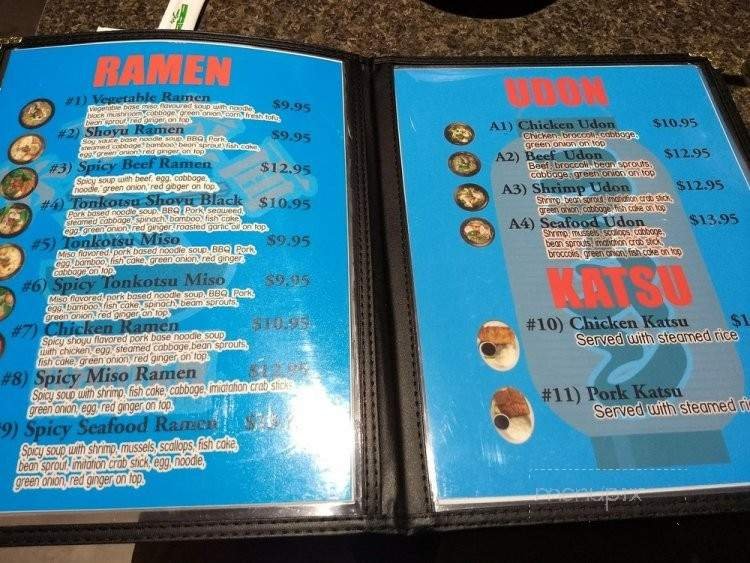 RAMEN
#1) Vegetable Ramen $9.95
Vegetable base miso flavoured soup with noodle,
black mushroom, cabbage, green onion, corn, fresh tofu,
bean sprout, red ginger on top.
#2) Shoyu Ramen $9.95
Soy sauce base noodle soup, BBQ Pork,
steamed cabbage, bamboo, bean sprout, fish cake,
egg, green onion, red ginger on top.
#3) Spicy Beef Ramen $12.95
Spicy soup with beef, egg, cabbage,
noodle, green onion, red ginger on top.
#4) Tonkotsu Shoyu Black $10.95
Pork based noodle soup, BBQ Pork, seaweed,
steamed cabbage, spinach, bamboo, fish cake,
egg, green onion, red ginger, roasted garlic oil on top.
#5) Tonkotsu Miso $9.95
Miso flavored, pork based noodle soup, BBQ Pork,
egg, bamboo, fish cake, green onion, red ginger,
cabbage on top.
#6) Spicy Tonkotsu Miso $9.95
Miso flavored, pork based noodle soup, BBQ Pork,
egg, bamboo, fish cake, spinach, beam sprouts,
green onion, red ginger on top.
#7) Chicken Ramen $10.95
Spicy shoyu flavored pork base noodle soup
with chicken, egg, steamed cabbage,bean sprouts,
fish cake, green onion, red ginger on top.
#8) Spicy Miso Ramen
Spicy soup with shrimp, fish cake, cabbage, imiatation crab stick,
green onion, egg, red ginger on top.
9) Spicy Seafood Ramen
Spicy soup with shrimp, mussels, scallops, fish cake,
bean sprout, imitation crab stick, egg, noodle,
green onion, red ginger on top.
UDON
A1) Chicken Udon $10.95
Chicken, broccoli, cabbage,
green anion on top
A2) Beef Udon $12.95
Beef, broccoli, bean sprouts,
cabbage, green onion on top
A3) Shrimp Udon $12.95
Shrimp, bean sprout, imatiation crab stick,
green anion, cabbage, fish cake on top
A4) Seafood Udon $13.95
Shrimp, mussels, scallops, cabbage,
bean sprouts, imatiation crab stick,
broccolis, green onion, fish cake on top
KATSU
#10) Chicken Katsu
Served with steamed rice
#11) Pork Katsu
Served with steamed
menupix